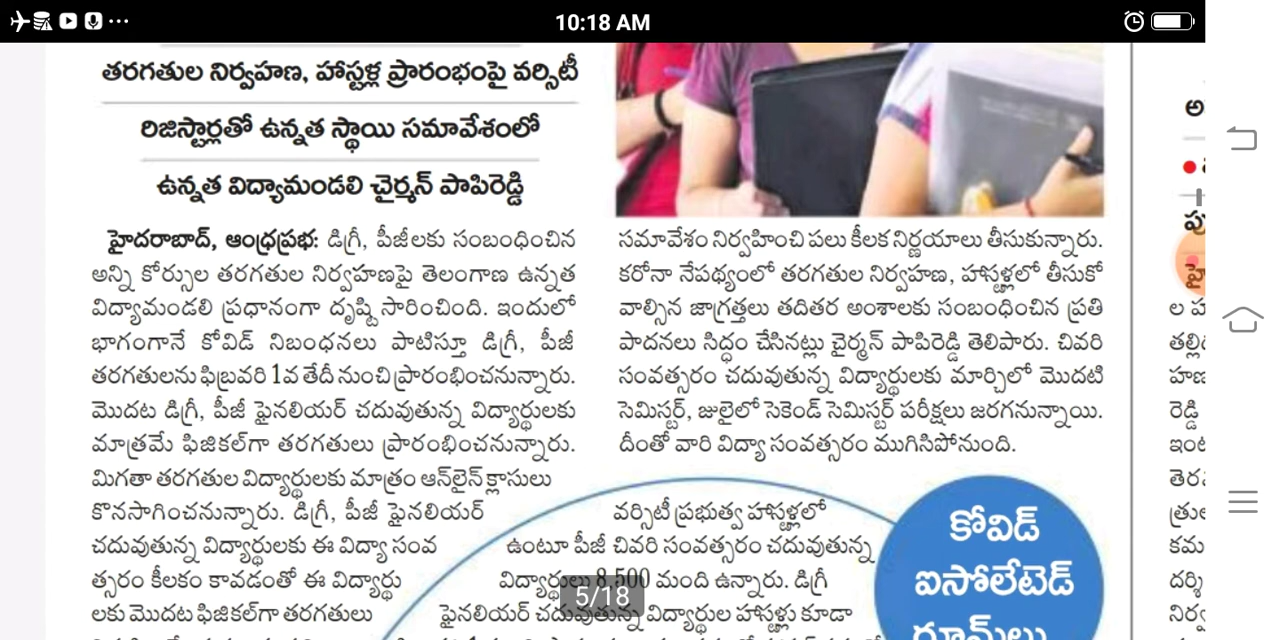 10:18 AM
తరగతుల నిర్వహణ, హాస్టళ్ల ప్రారంభంపై వర్సిటీ
రిజిస్ట్రార్లతో ఉన్నత స్థాయి సమావేశంలో
ఉన్నత విద్యామండలి చైర్మన్ పాపిరెడ్డి
హైదరాబాద్, ఆంధ్రప్రభ: డిగ్రీ, పీజీలకు సంబంధించిన
అన్ని కోర్సుల తరగతుల నిర్వహణపై తెలంగాణ ఉన్నత
విద్యామండలి ప్రధానంగా దృష్టి సారించింది. ఇందులో
భాగంగానే కోవిడ్ నిబంధనలు పాటిస్తూ డిగ్రీ, పీజీ
తరగతులను ఫిబ్రవరి 1వ తేదీ నుంచి ప్రారంభించనున్నారు.
మొదట డిగ్రీ, పీజీ ఫైనలియర్ చదువుతున్న విద్యార్థులకు
మాత్రమే ఫిజికల్‌గా తరగతులు ప్రారంభించనున్నారు.
మిగతా తరగతుల విద్యార్థులకు మాత్రం ఆన్‌లైన్ క్లాసులు
కొనసాగించనున్నారు. డిగ్రీ, పీజీ ఫైనలియర్
చదువుతున్న విద్యార్థులకు ఈ విద్యా సంవ
త్సరం కీలకం కావడంతో ఈ విద్యార్థు
లకు మొదట ఫిజికల్‌గా తరగతులు
సమావేశం నిర్వహించి పలు కీలక నిర్ణయాలు తీసుకున్నారు.
కరోనా నేపథ్యంలో తరగతుల నిర్వహణ, హాస్టళ్లలో తీసుకో
వాల్సిన జాగ్రత్తలు తదితర అంశాలకు సంబంధించిన ప్రతి
పాదనలు సిద్ధం చేసినట్లు చైర్మన్ పాపిరెడ్డి తెలిపారు. చివరి
సంవత్సరం చదువుతున్న విద్యార్థులకు మార్చిలో మొదటి
సెమిస్టర్, జులైలో సెకెండ్ సెమిస్టర్ పరీక్షలు జరగనున్నాయి.
దీంతో వారి విద్యా సంవత్సరం ముగిసిపోనుంది.
వర్సిటీ ప్రభుత్వ హాస్టళ్లలో
ఉంటూ పీజీ చివరి సంవత్సరం చదువుతున్న
విద్యార్థులు 8,500 మంది ఉన్నారు. డిగ్రీ
ఫైనలియర్ చదువుతున్న విద్యార్థుల హాస్టళ్లు కూడా
5/18
కోవిడ్
ఐసోలేటెడ్
రూమ్‌లు